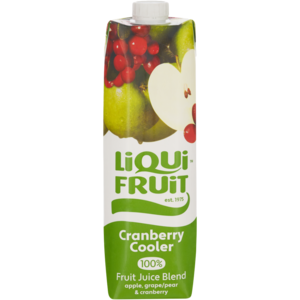 LiQUi
FRUiT
est. 1975
Cranberry
Cooler
100%
Fruit Juice Blend
apple, grape/pear
& cranberry